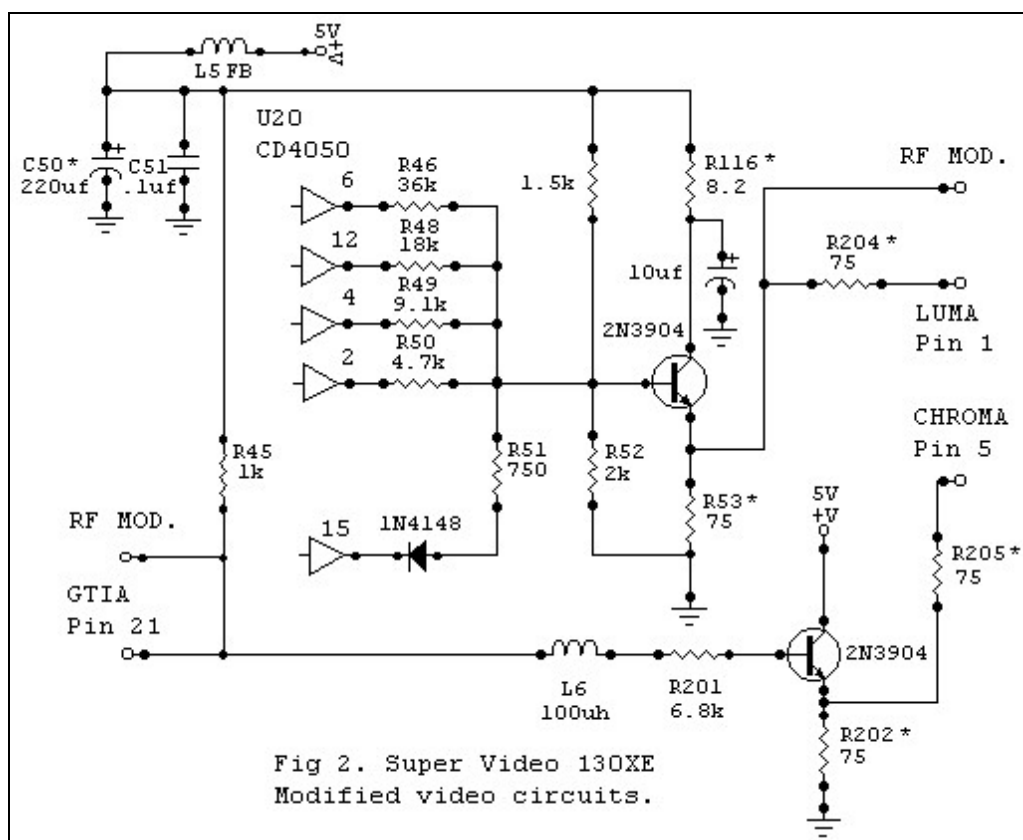 5V
+V
L5 FB
U20
CD4050
C50*
220uf
+
C51
.1uf
6
R46
36k
12
R48
18k
4
R49
9.1k
2
R50
4.7k
1.5k
R116*
8.2
RF MOD.
R204*
75
10uf
+
LUMA
Pin 1
2N3904
CHROMA
Pin 5
R45
1k
R51
750
R52
2k
R53*
75
5V
+V
R205*
75
RF MOD.
15
1N4148
GTIA
Pin 21
L6
100uh
R201
6.8k
2N3904
R202*
75
Fig 2. Super Video 130XE
Modified video circuits.